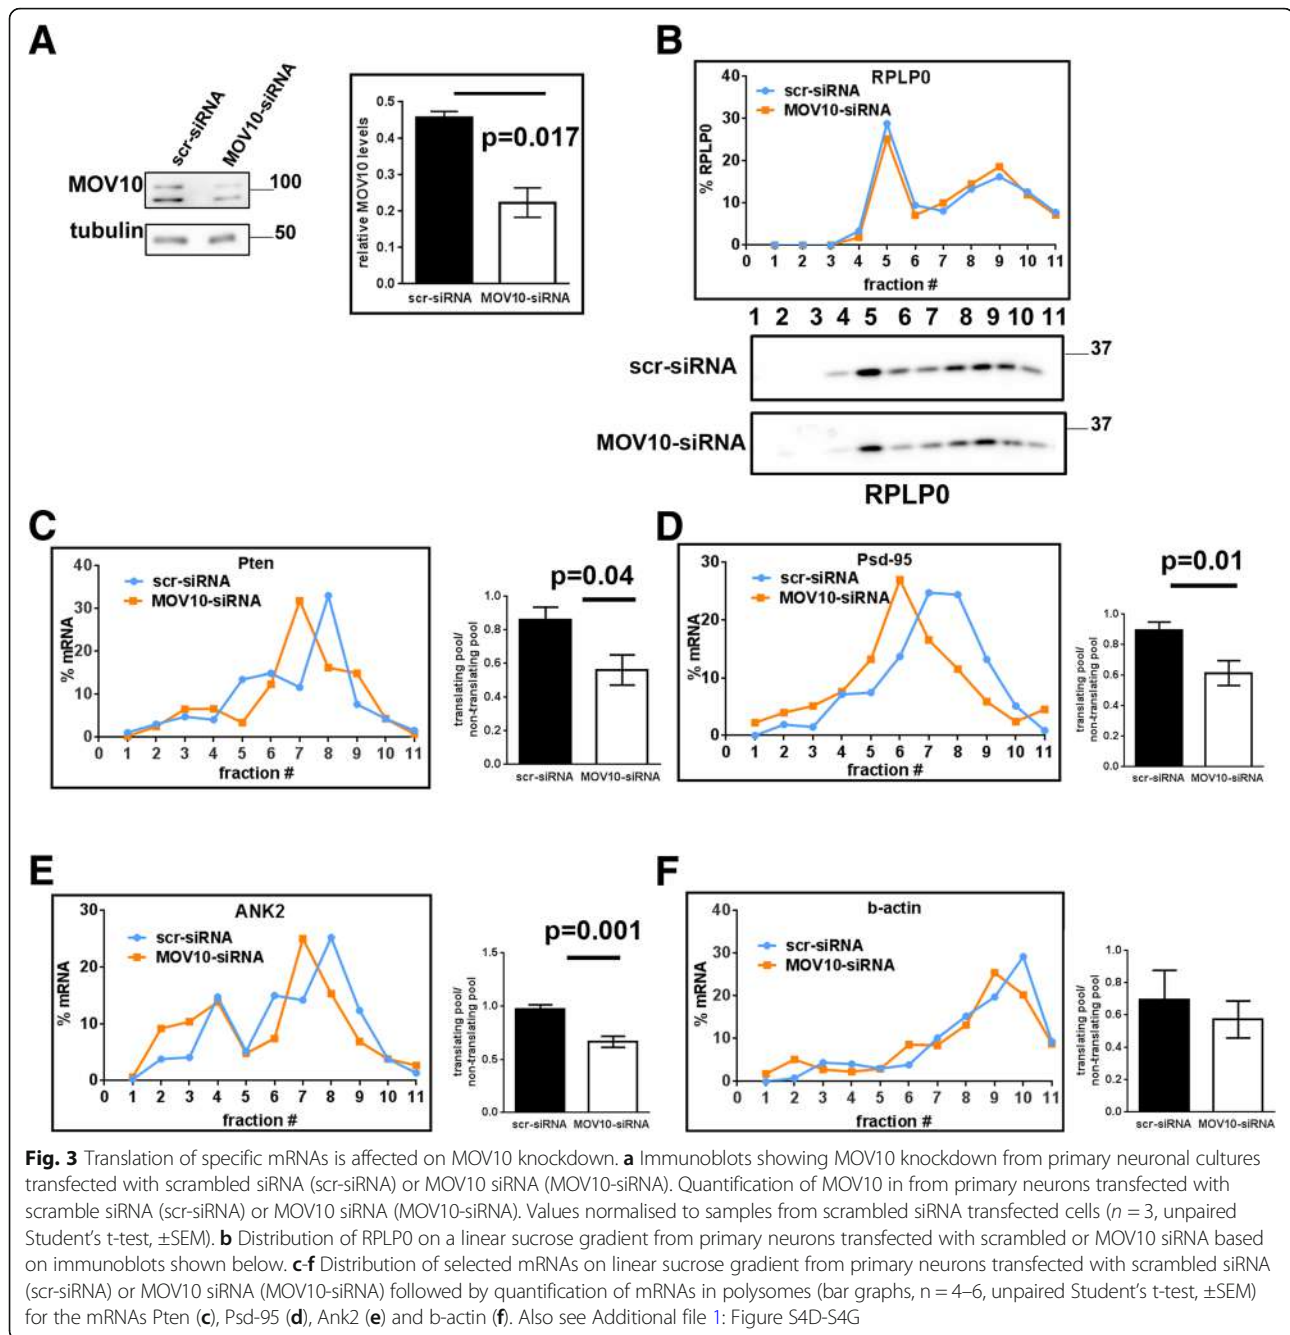 A
scr-siRNA
MOV10-siRNA
MOV10
100
tubulin
50
0.5
0.4
0.3
0.2
0.1
0.0
relative MOV10 levels
p=0.017
scr-siRNA MOV10-siRNA
B
RPLP0
scr-siRNA
MOV10-siRNA
% RPLP0
40
30
20
10
0
0 1 2 3 4 5 6 7 8 9 10 11
fraction #
1 2 3 4 5 6 7 8 9 10 11
scr-siRNA
37
MOV10-siRNA
37
RPLP0
C
Pten
scr-siRNA
MOV10-siRNA
% mRNA
40
30
20
10
0
0 1 2 3 4 5 6 7 8 9 10 11
fraction #
p=0.04
translating pool/
non-translating pool
1.0
0.8
0.6
0.4
0.2
0.0
scr-siRNA MOV10-siRNA
D
Psd-95
scr-siRNA
MOV10-siRNA
% mRNA
30
20
10
0
0 1 2 3 4 5 6 7 8 9 10 11
fraction #
p=0.01
translating pool/
non-translating pool
1.0
0.8
0.6
0.4
0.2
0.0
scr-siRNA MOV10-siRNA
E
ANK2
scr-siRNA
MOV10-siRNA
% mRNA
30
20
10
0
0 1 2 3 4 5 6 7 8 9 10 11
fraction #
p=0.001
translating pool/
non-translating pool
1.5
1.0
0.5
0.0
scr-siRNA MOV10-siRNA
F
b-actin
scr-siRNA
MOV10-siRNA
% mRNA
40
30
20
10
0
0 1 2 3 4 5 6 7 8 9 10 11
fraction #
translating pool/
non-translating pool
1.0
0.8
0.6
0.4
0.2
0.0
scr-siRNA MOV10-siRNA
Fig. 3 Translation of specific mRNAs is affected on MOV10 knockdown. a Immunoblots showing MOV10 knockdown from primary neuronal cultures
transfected with scrambled siRNA (scr-siRNA) or MOV10 siRNA (MOV10-siRNA). Quantification of MOV10 in from primary neurons transfected with
scramble siRNA (scr-siRNA) or MOV10 siRNA (MOV10-siRNA). Values normalised to samples from scrambled siRNA transfected cells (n = 3, unpaired
Student's t-test, ±SEM). b Distribution of RPLP0 on a linear sucrose gradient from primary neurons transfected with scrambled or MOV10 siRNA based
on immunoblots shown below. c-f Distribution of selected mRNAs on linear sucrose gradient from primary neurons transfected with scrambled siRNA
(scr-siRNA) or MOV10 siRNA (MOV10-siRNA) followed by quantification of mRNAs in polysomes (bar graphs, n = 4–6, unpaired Student's t-test, ±SEM)
for the mRNAs Pten (c), Psd-95 (d), Ank2 (e) and b-actin (f). Also see Additional file 1: Figure S4D-S4G